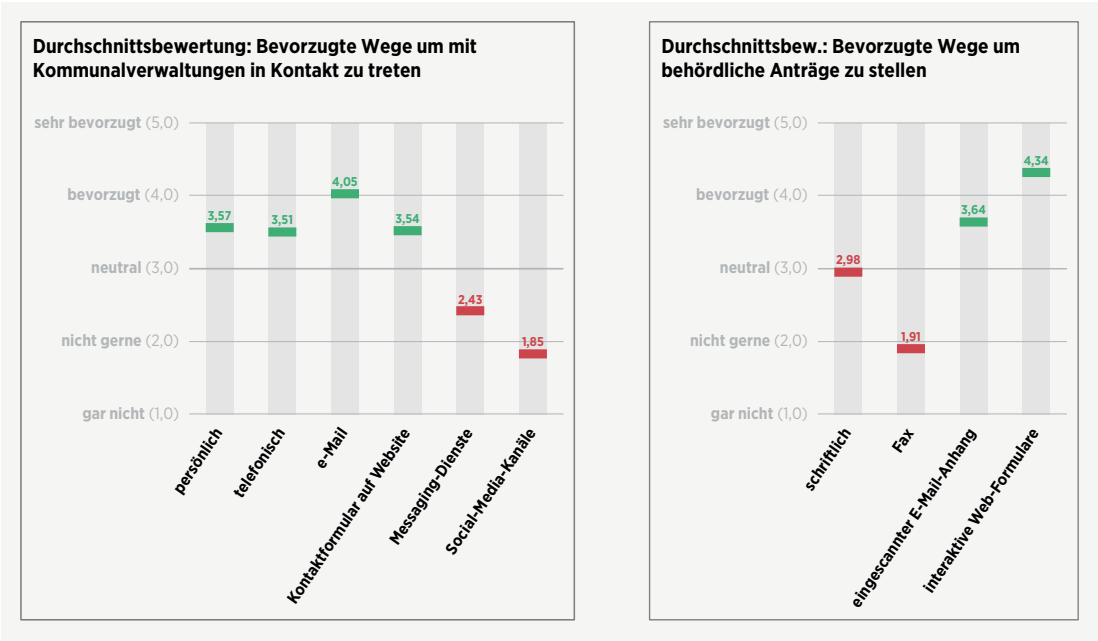 Durchschnittsbewertung: Bevorzugte Wege um mit
Kommunalverwaltungen in Kontakt zu treten
sehr bevorzugt (5,0)
bevorzugt (4,0)
neutral (3,0)
nicht gerne (2,0)
gar nicht (1,0)
3,57
3,51
4,05
3,54
2,43
1,85
persönlich
telefonisch
e-Mail
Kontaktformular auf Website
Messaging-Dienste
Social-Media-Kanäle
Durchschnittsbew.: Bevorzugte Wege um
behördliche Anträge zu stellen
sehr bevorzugt (5,0)
bevorzugt (4,0)
neutral (3,0)
nicht gerne (2,0)
gar nicht (1,0)
2,98
1,91
3,64
4,34
schriftlich
Fax
eingescannter E-Mail-Anhang
interaktive Web-Formulare